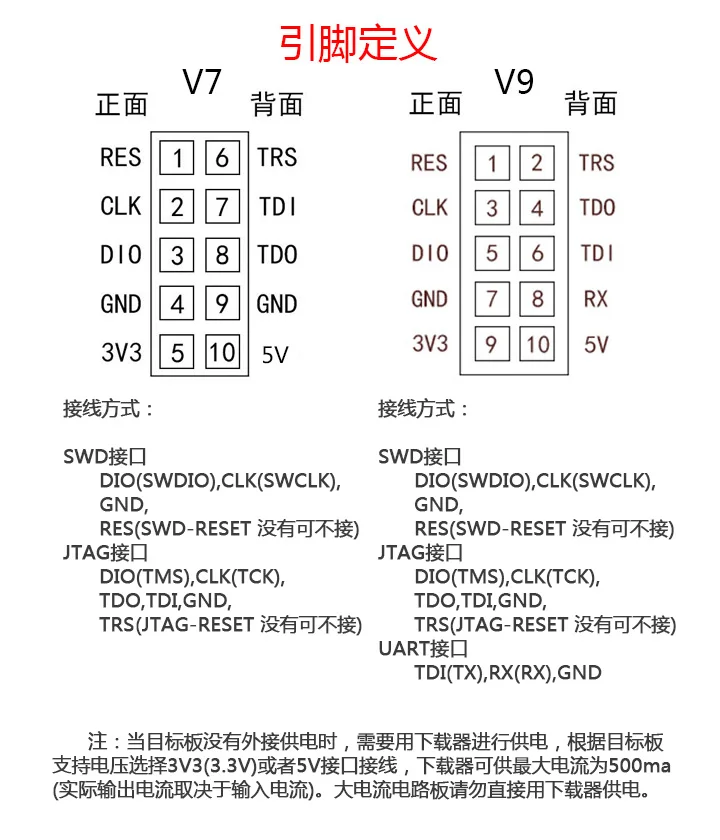 引脚定义
V7
V9
正面 背面
正面 背面
RES 1 6 TRS
CLK 2 7 TDI
DIO 3 8 TDO
GND 4 9 GND
3V3 5 10 5V
RES 1 2 TRS
CLK 3 4 TDO
DIO 5 6 TDI
GND 7 8 RX
3V3 9 10 5V
接线方式：
SWD接口
DIO(SWDIO),CLK(SWCLK),
GND,
RES(SWD-RESET 没有可不接)
JTAG接口
DIO(TMS),CLK(TCK),
TDO,TDI,GND,
TRS(JTAG-RESET 没有可不接)
接线方式：
SWD接口
DIO(SWDIO),CLK(SWCLK),
GND,
RES(SWD-RESET 没有可不接)
JTAG接口
DIO(TMS),CLK(TCK),
TDO,TDI,GND,
TRS(JTAG-RESET 没有可不接)
UART接口
TDI(TX),RX(RX),GND
注：当目标板没有外接供电时，需要用下载器进行供电，根据目标板
支持电压选择3V3(3.3V)或者5V接口接线，下载器可供最大电流为500ma
(实际输出电流取决于输入电流)。大电流电路板请勿直接用下载器供电。